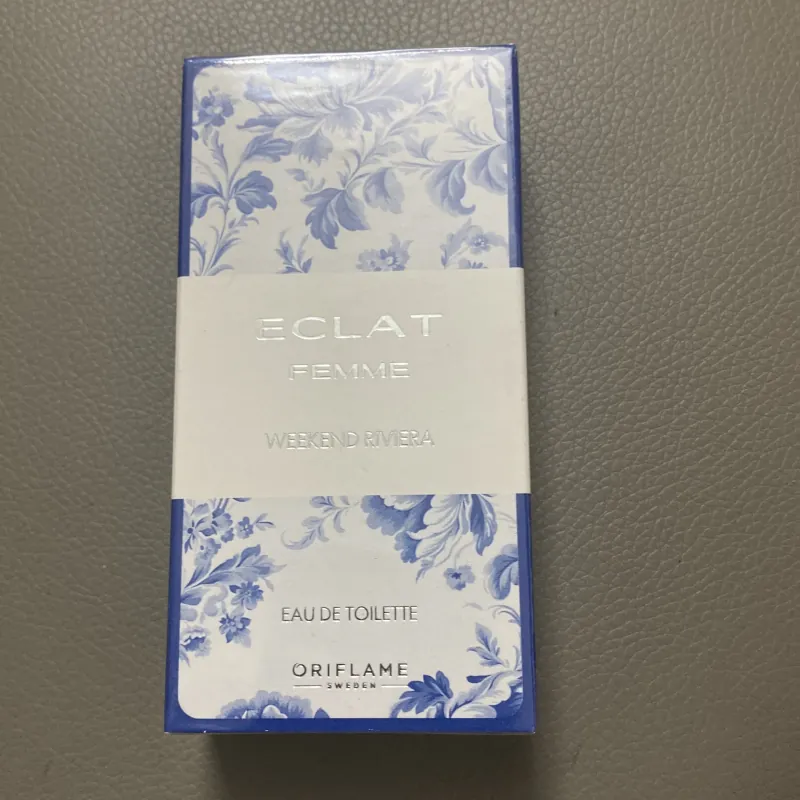 ECLAT
FEMME
WEEKEND RIVIERA
EAU DE TOILETTE
ORIFLAME
SWEDEN